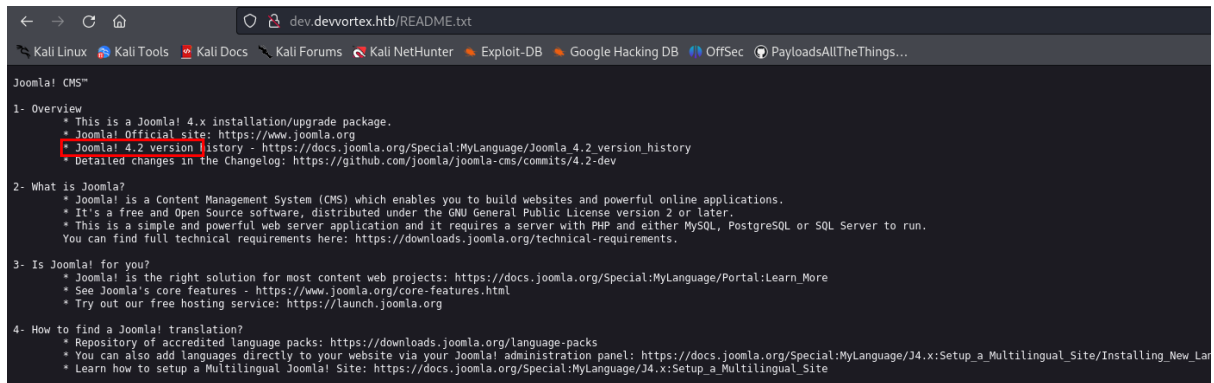 dev.devvortex.htb/README.txt
Kali Linux Kali Tools Kali Docs Kali Forums Kali NetHunter Exploit-DB Google Hacking DB OffSec PayloadsAllTheThings...
Joomla! CMS™
1- Overview
* This is a Joomla! 4.x installation/upgrade package.
* Joomla! Official site: https://www.joomla.org
* Joomla! 4.2 version history - https://docs.joomla.org/Special:MyLanguage/Joomla_4.2_version_history
* Detailed changes in the Changelog: https://github.com/joomla/joomla-cms/commits/4.2-dev
2- What is Joomla?
* Joomla! is a Content Management System (CMS) which enables you to build websites and powerful online applications.
* It's a free and Open Source software, distributed under the GNU General Public License version 2 or later.
* This is a simple and powerful web server application and it requires a server with PHP and either MySQL, PostgreSQL or SQL Server to run.
You can find full technical requirements here: https://downloads.joomla.org/technical-requirements.
3- Is Joomla! for you?
* Joomla! is the right solution for most content web projects: https://docs.joomla.org/Special:MyLanguage/Portal:Learn_More
* See Joomla's core features - https://www.joomla.org/core-features.html
* Try out our free hosting service: https://launch.joomla.org
4- How to find a Joomla! translation?
* Repository of accredited language packs: https://downloads.joomla.org/language-packs
* You can also add languages directly to your website via your Joomla! administration panel: https://docs.joomla.org/Special:MyLanguage/J4.x:Setup_a_Multilingual_Site/Installing_New_Lan
* Learn how to setup a Multilingual Joomla! Site: https://docs.joomla.org/Special:MyLanguage/J4.x:Setup_a_Multilingual_Site